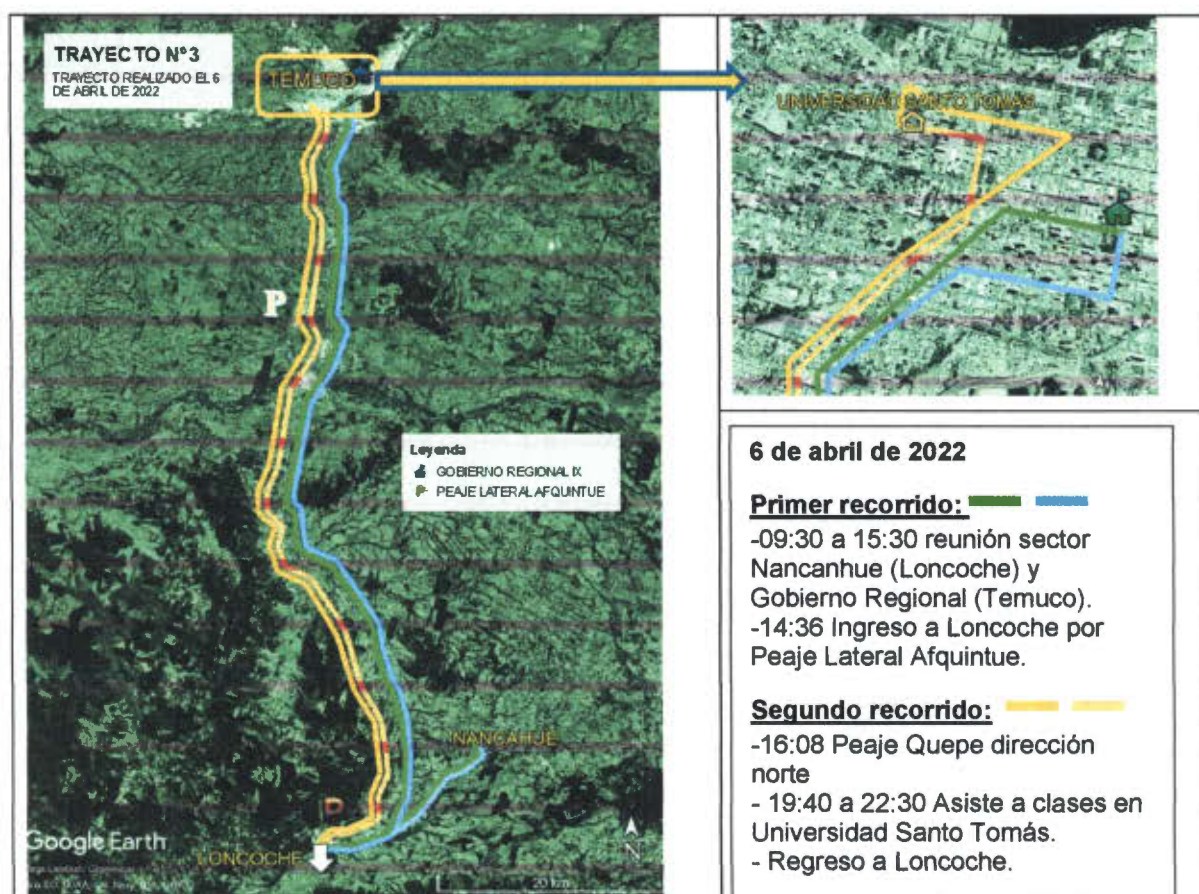 TRAYECTO N°3
TRAYECTO REALIZADO EL 6
DE ABRIL DE 2022
TEMUCO
P
Leyenda
GOBIERNO REGIONAL IX
PEAJE LATERAL AFQUINTUE
NANCAHUE
P
Google Earth
LONCOCHE
N
20 km
UNIVERSIDAD SANTO TOMÁS
6 de abril de 2022
Primer recorrido:
-09:30 a 15:30 reunión sector
Nancanhue (Loncoche) y
Gobierno Regional (Temuco).
-14:36 Ingreso a Loncoche por
Peaje Lateral Afquintue.
Segundo recorrido:
-16:08 Peaje Quepe dirección
norte
- 19:40 a 22:30 Asiste a clases en
Universidad Santo Tomás.
- Regreso a Loncoche.